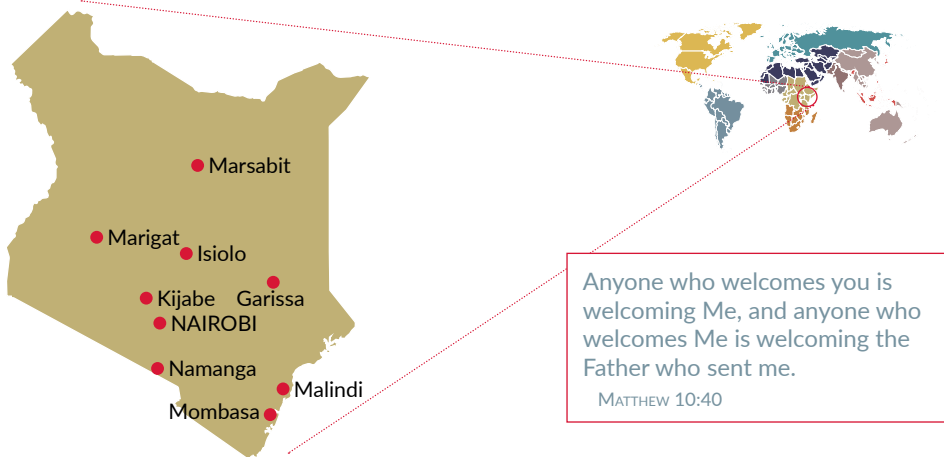 Marsabit
Marigat
Isiolo
Kijabe
Garissa
NAIROBI
Namanga
Malindi
Mombasa
Anyone who welcomes you is
welcoming Me, and anyone who
welcomes Me is welcoming the
Father who sent me.
Matthew 10:40